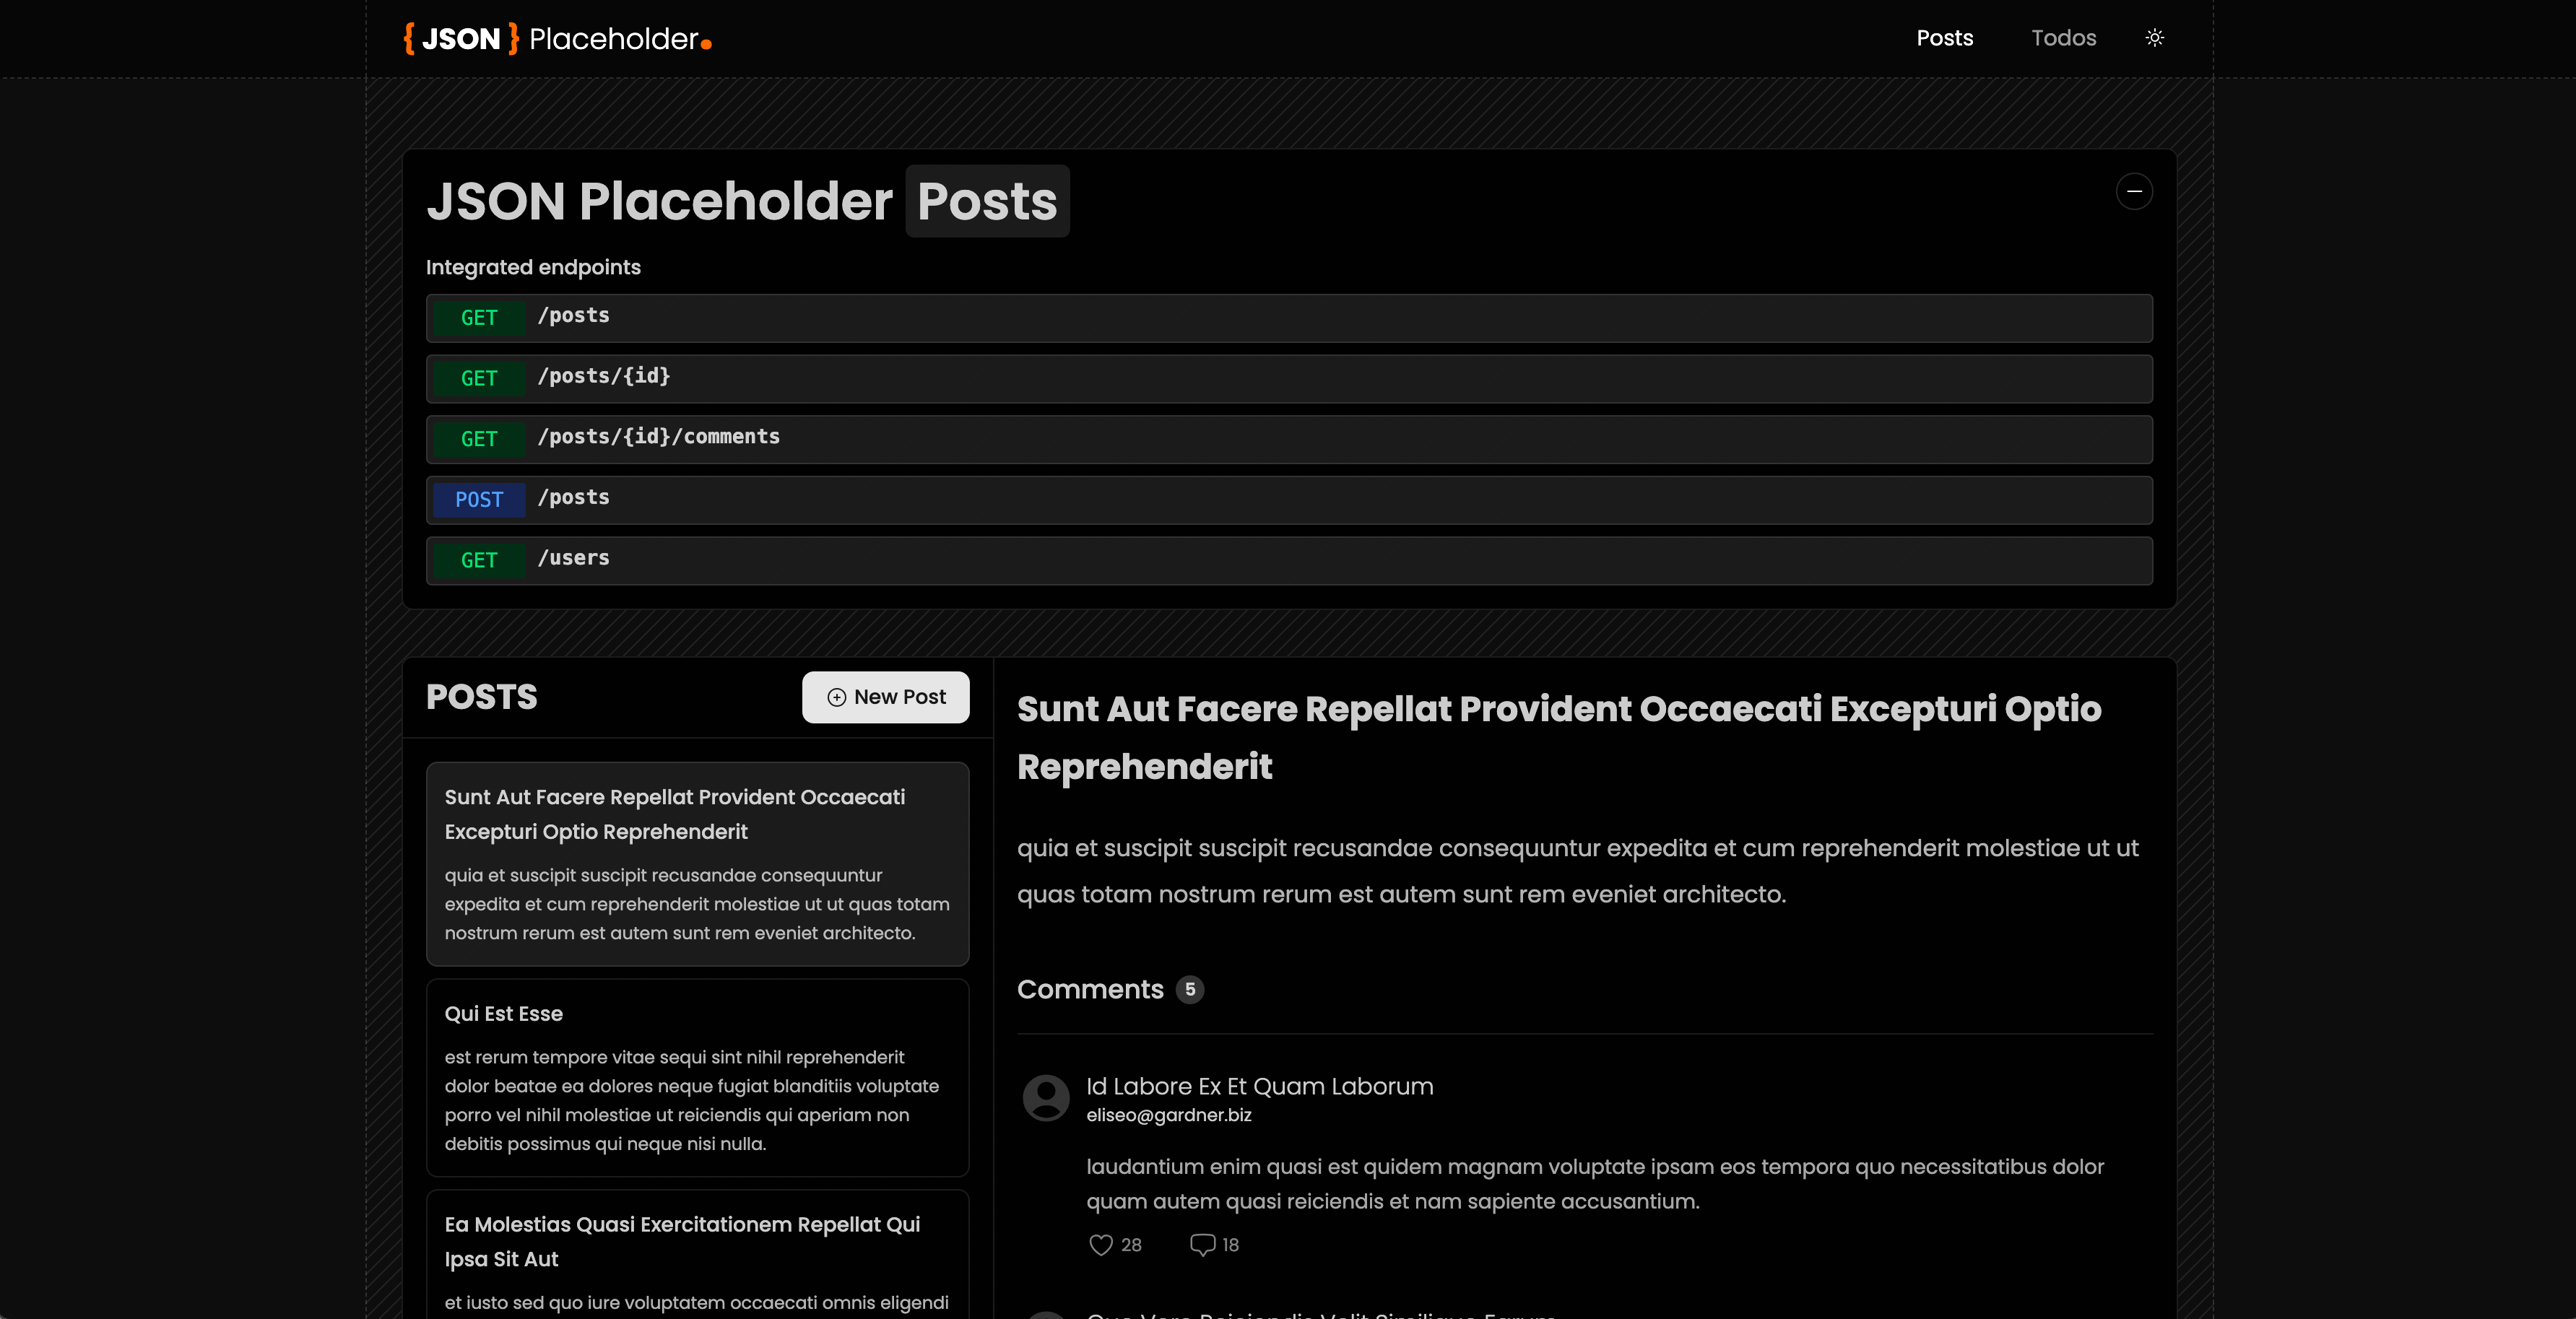 { JSON } Placeholder.
Posts
Todos
JSON Placeholder Posts
Integrated endpoints
GET /posts
GET /posts/{id}
GET /posts/{id}/comments
POST /posts
GET /users
POSTS
New Post
Sunt Aut Facere Repellat Provident Occaecati
Excepturi Optio Reprehenderit
quia et suscipit suscipit recusandae consequuntur
expedita et cum reprehenderit molestiae ut ut quas totam
nostrum rerum est autem sunt rem eveniet architecto.
Qui Est Esse
est rerum tempore vitae sequi sint nihil reprehenderit
dolor beatae ea dolores neque fugiat blanditiis voluptate
porro vel nihil molestiae ut reiciendis qui aperiam non
debitis possimus qui neque nisi nulla.
Ea Molestias Quasi Exercitationem Repellat Qui
Ipsa Sit Aut
et iusto sed quo iure voluptatem occaecati omnis eligendi
Sunt Aut Facere Repellat Provident Occaecati Excepturi Optio
Reprehenderit
quia et suscipit suscipit recusandae consequuntur expedita et cum reprehenderit molestiae ut ut
quas totam nostrum rerum est autem sunt rem eveniet architecto.
Comments 5
Id Labore Ex Et Quam Laborum
eliseo@gardner.biz
laudantium enim quasi est quidem magnam voluptate ipsam eos tempora quo necessitatibus dolor
quam autem quasi reiciendis et nam sapiente accusantium.
28 18